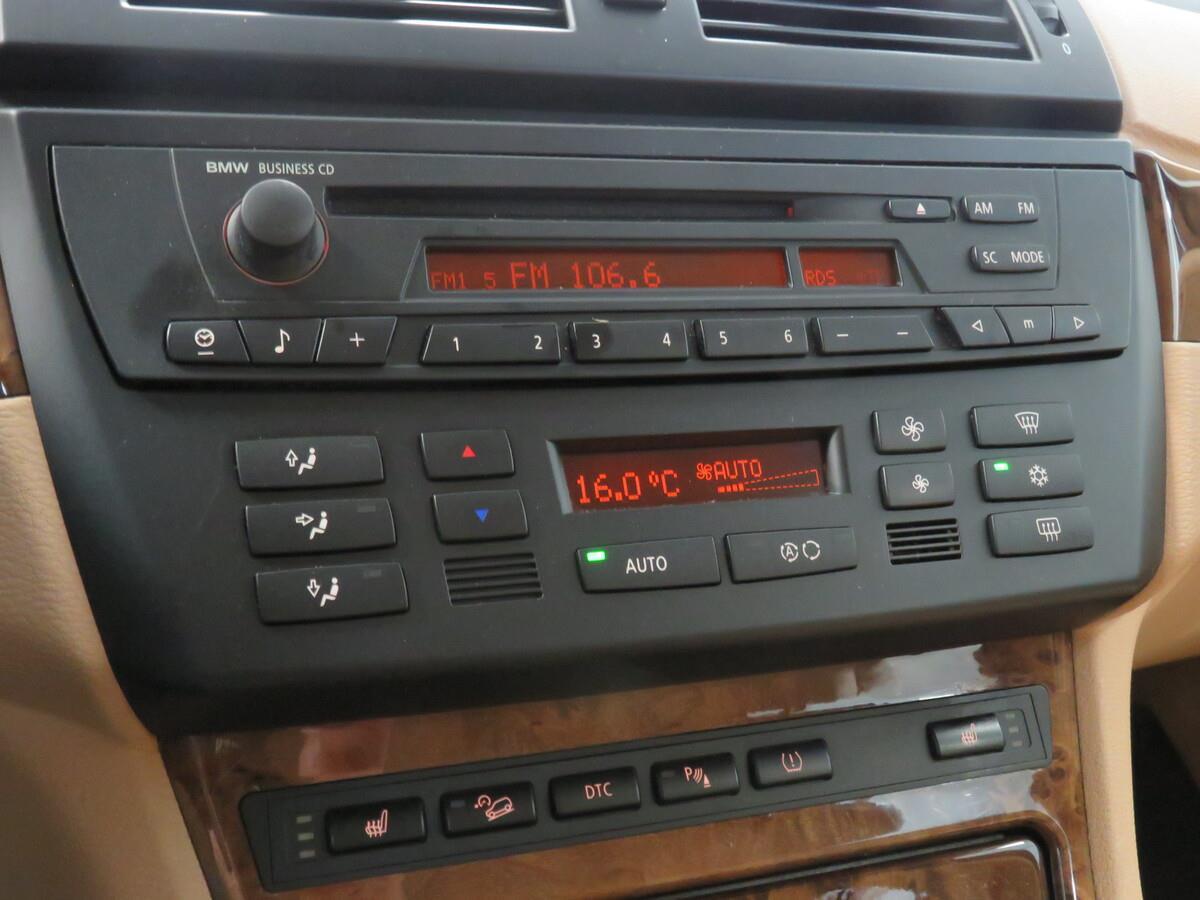 0
BMW BUSINESS CD
AM FM
SC MODE
FM1 5 FM 106.6
RDS
+ 1 2 3 4 5 6 − − m
16.0°C AUTO
AUTO A
DTC P (!)